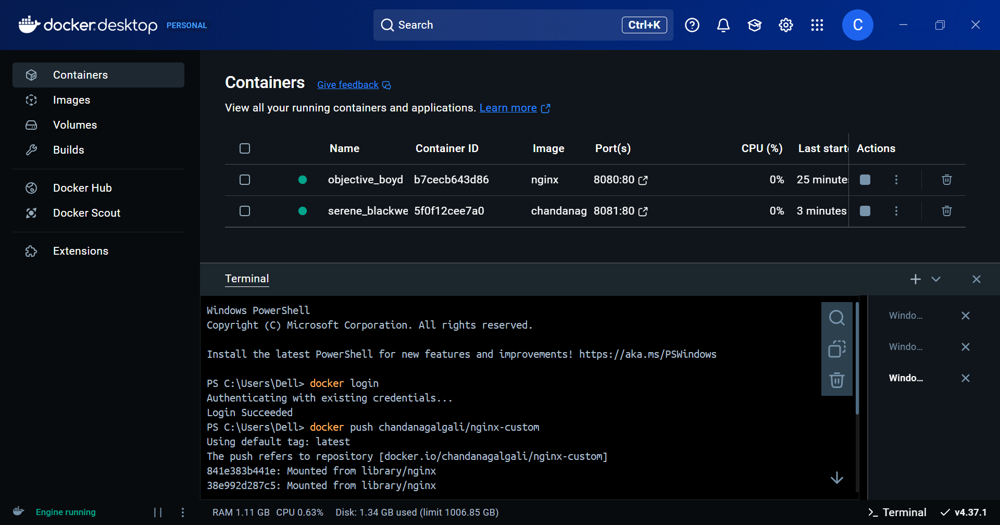 docker.desktop PERSONAL
Search
Ctrl+K
C
Containers
Images
Volumes
Builds
Docker Hub
Docker Scout
Extensions
Containers Give feedback
View all your running containers and applications. Learn more
Name Container ID Image Port(s) CPU (%) Last starte Actions
objective_boyd b7cecb643d86 nginx 8080:80 0% 25 minutes
serene_blackwe 5f0f12cee7a0 chandanag 8081:80 0% 3 minutes
Terminal
Windows PowerShell
Copyright (C) Microsoft Corporation. All rights reserved.
Install the latest PowerShell for new features and improvements! https://aka.ms/PSWindows
PS C:\Users\Dell> docker login
Authenticating with existing credentials...
Login Succeeded
PS C:\Users\Dell> docker push chandanagalgali/nginx-custom
Using default tag: latest
The push refers to repository [docker.io/chandanagalgali/nginx-custom]
841e383b441e: Mounted from library/nginx
38e992d287c5: Mounted from library/nginx
Windo...
Windo...
Windo...
Engine running
RAM 1.11 GB CPU 0.63% Disk: 1.34 GB used (limit 1006.85 GB)
>_ Terminal
v4.37.1